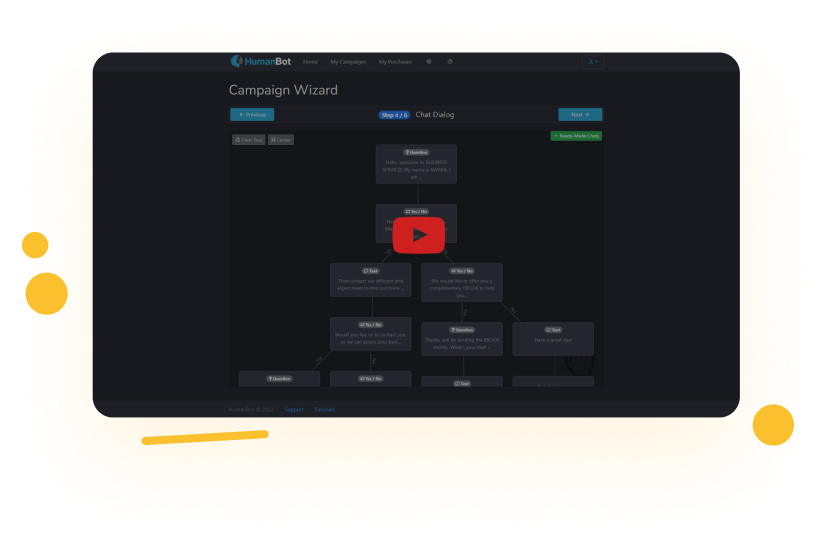 HumanBot
Home My Campaigns My Purchases
Campaign Wizard
Previous
Step 4 / 6 Chat Dialog
Next
Clear Tree
Center
Ready-Made Chats
Question
Hello, welcome to BUSINESS
SERVICES My name is
I
am ...
Yes / No
Text
Then contact our efficient and
expert team to find out more ...
Yes / No
We would like to offer you a
complimentary EBOOK to help
you...
Yes / No
Would you like us to contact you,
so we can assess your best...
Question
Thanks, will be sending the EBOOK
shortly. What's your best ...
Text
Have a great day!
Question
Yes / No
Text
HumanBot © 2022 Support Tutorials